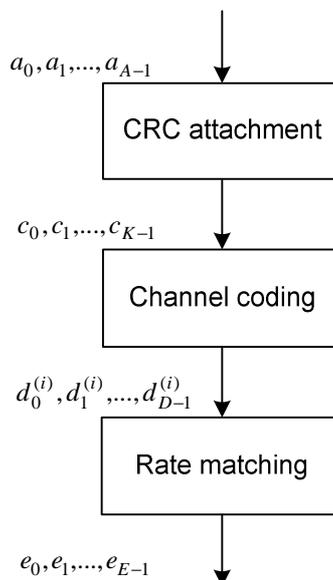 a_0, a_1,..., a_{A-1}
CRC attachment
c_0, c_1,..., c_{K-1}
Channel coding
d_0^{(i)}, d_1^{(i)},..., d_{D-1}^{(i)}
Rate matching
e_0, e_1,..., e_{E-1}